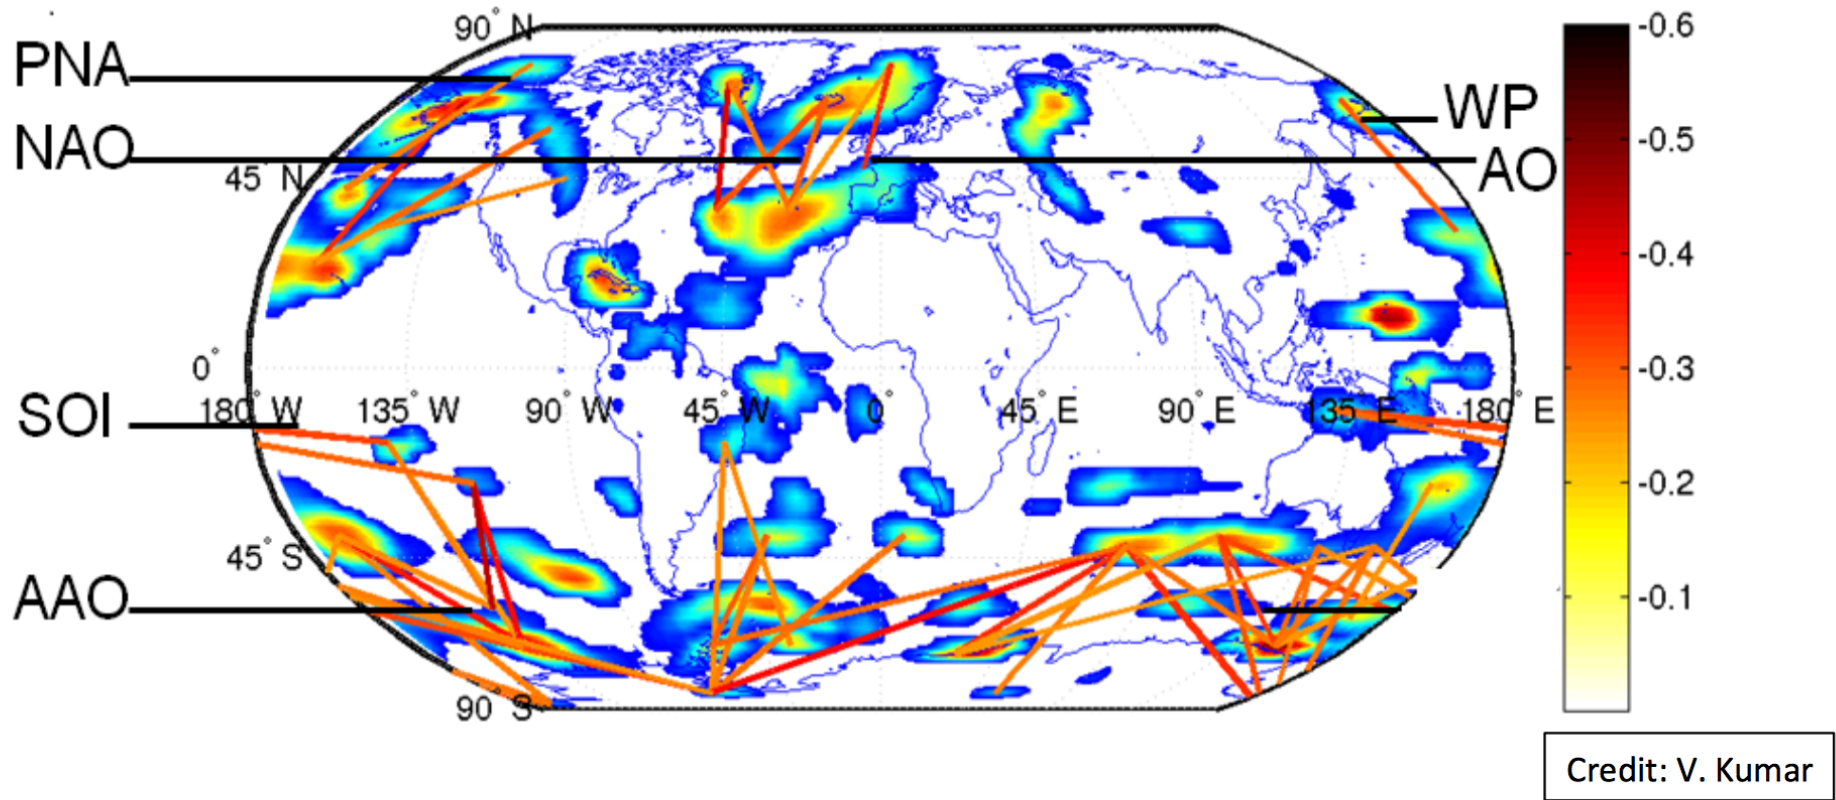 90° N
PNA
NAO
45° N
0°
SOI
180° W 135° W 90° W 45° W 0° 45° E 90° E 135° E 180° E
45° S
AAO
90° S
WP
AO
-0.6
-0.5
-0.4
-0.3
-0.2
-0.1
Credit: V. Kumar